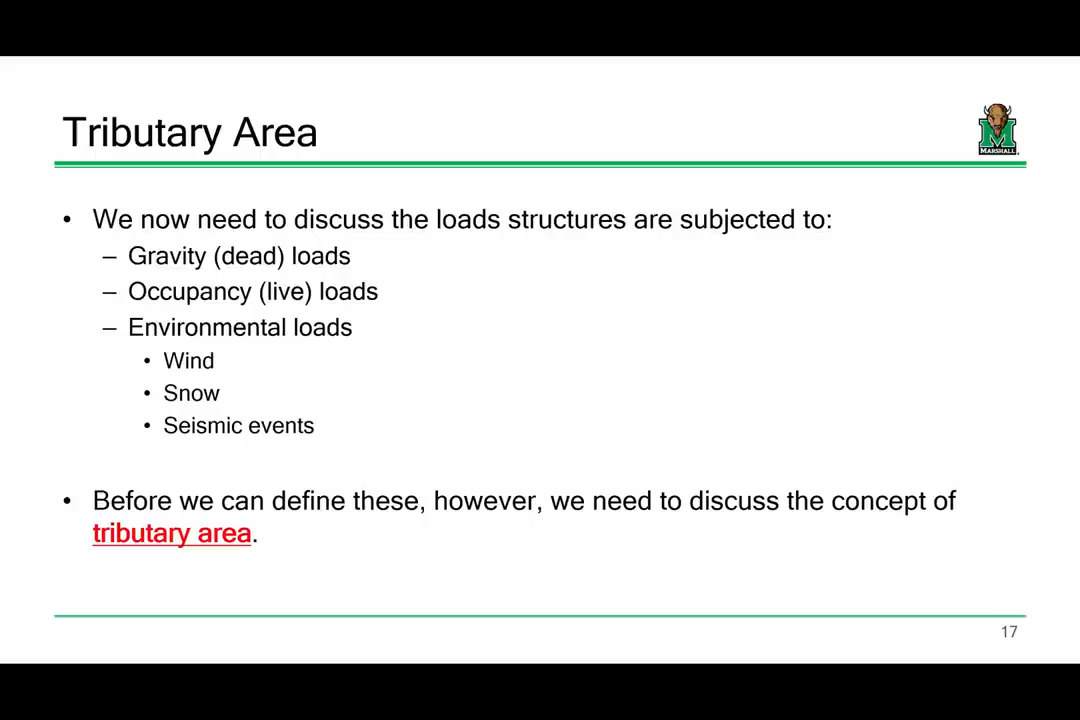 Tributary Area
MARSHALL
• We now need to discuss the loads structures are subjected to:
– Gravity (dead) loads
– Occupancy (live) loads
– Environmental loads
• Wind
• Snow
• Seismic events
• Before we can define these, however, we need to discuss the concept of
tributary area.
17